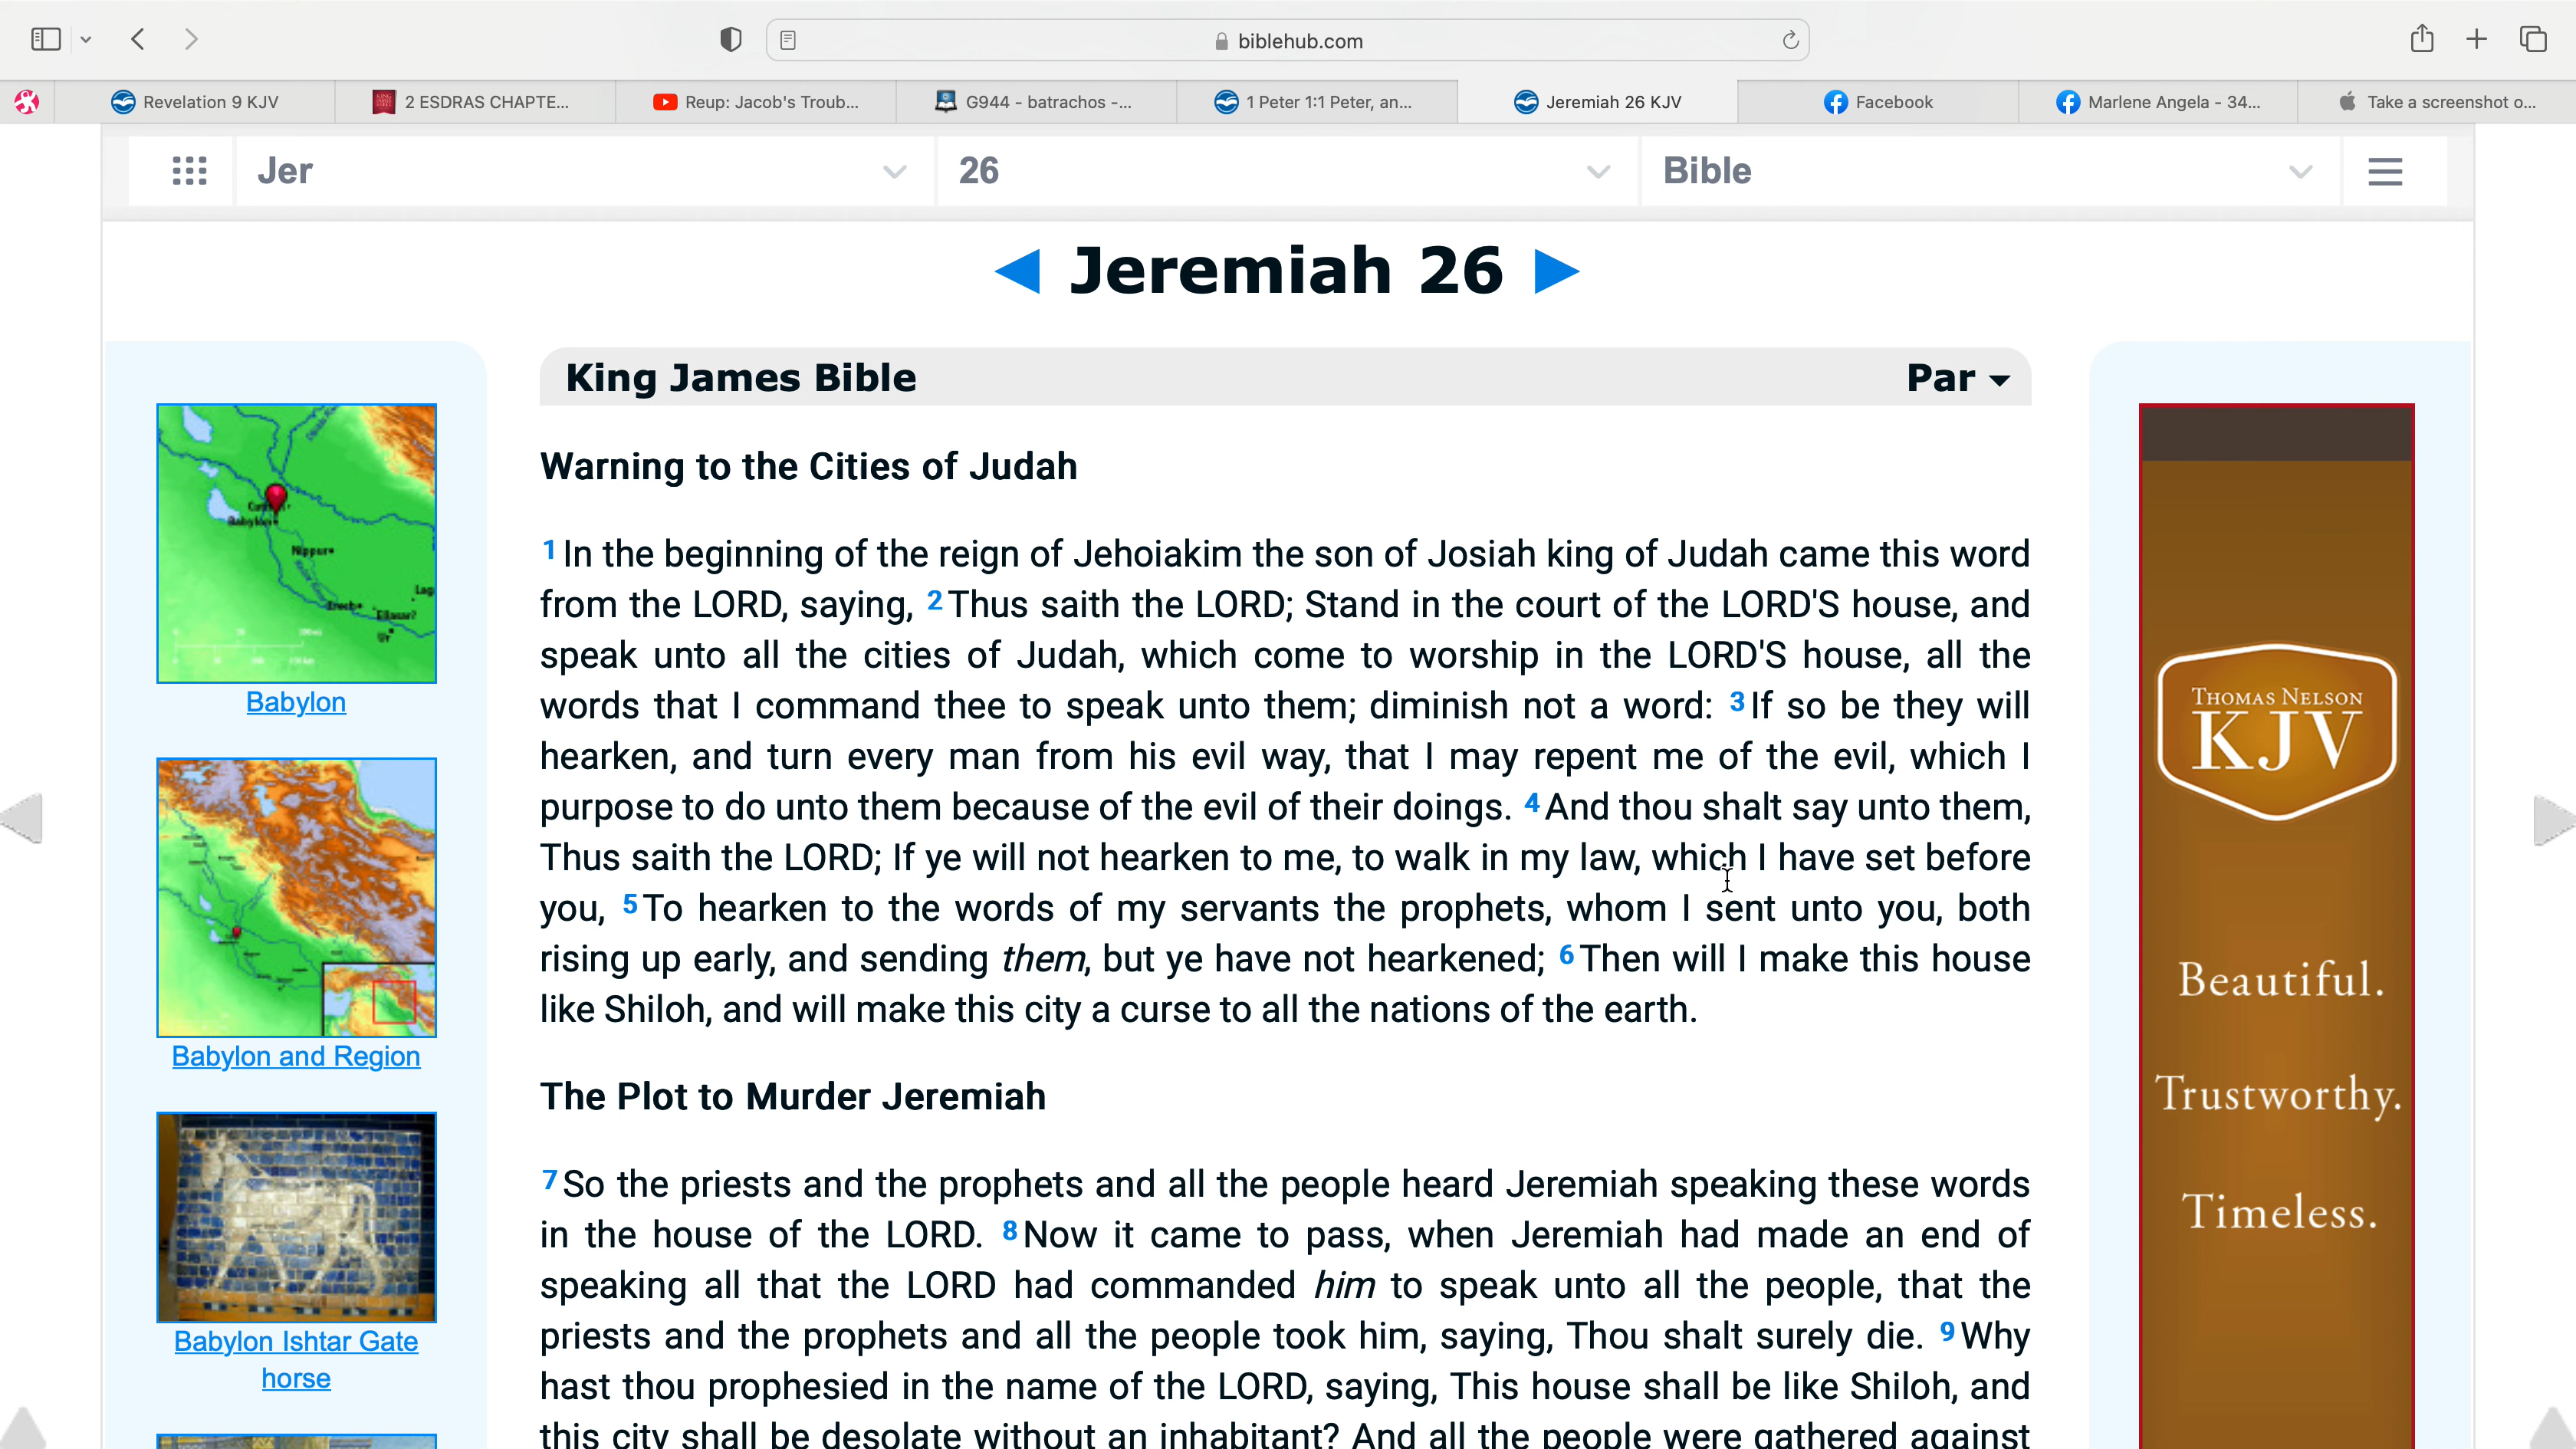 biblehub.com
Revelation 9 KJV
2 ESDRAS CHAPTE...
Reup: Jacob's Troub...
G944 - batrachos -...
1 Peter 1:1 Peter, an...
Jeremiah 26 KJV
Facebook
Marlene Angela - 34...
Take a screenshot o...
Jer
26
Bible
Jeremiah 26
King James Bible
Par
Warning to the Cities of Judah
1 In the beginning of the reign of Jehoiakim the son of Josiah king of Judah came this word
from the LORD, saying, 2 Thus saith the LORD; Stand in the court of the LORD'S house, and
speak unto all the cities of Judah, which come to worship in the LORD'S house, all the
words that I command thee to speak unto them; diminish not a word: 3 If so be they will
hearken, and turn every man from his evil way, that I may repent me of the evil, which I
purpose to do unto them because of the evil of their doings. 4 And thou shalt say unto them,
Thus saith the LORD; If ye will not hearken to me, to walk in my law, which I have set before
you, 5 To hearken to the words of my servants the prophets, whom I sent unto you, both
rising up early, and sending them, but ye have not hearkened; 6 Then will I make this house
like Shiloh, and will make this city a curse to all the nations of the earth.
The Plot to Murder Jeremiah
7 So the priests and the prophets and all the people heard Jeremiah speaking these words
in the house of the LORD. 8 Now it came to pass, when Jeremiah had made an end of
speaking all that the LORD had commanded him to speak unto all the people, that the
priests and the prophets and all the people took him, saying, Thou shalt surely die. 9 Why
hast thou prophesied in the name of the LORD, saying, This house shall be like Shiloh, and
this city shall be desolate without an inhabitant? And all the people were gathered against
Babylon
Nippur
Ellasar?
Ur
Babylon
Babylon and Region
Babylon Ishtar Gate
horse
THOMAS NELSON
KJV
Beautiful.
Trustworthy.
Timeless.